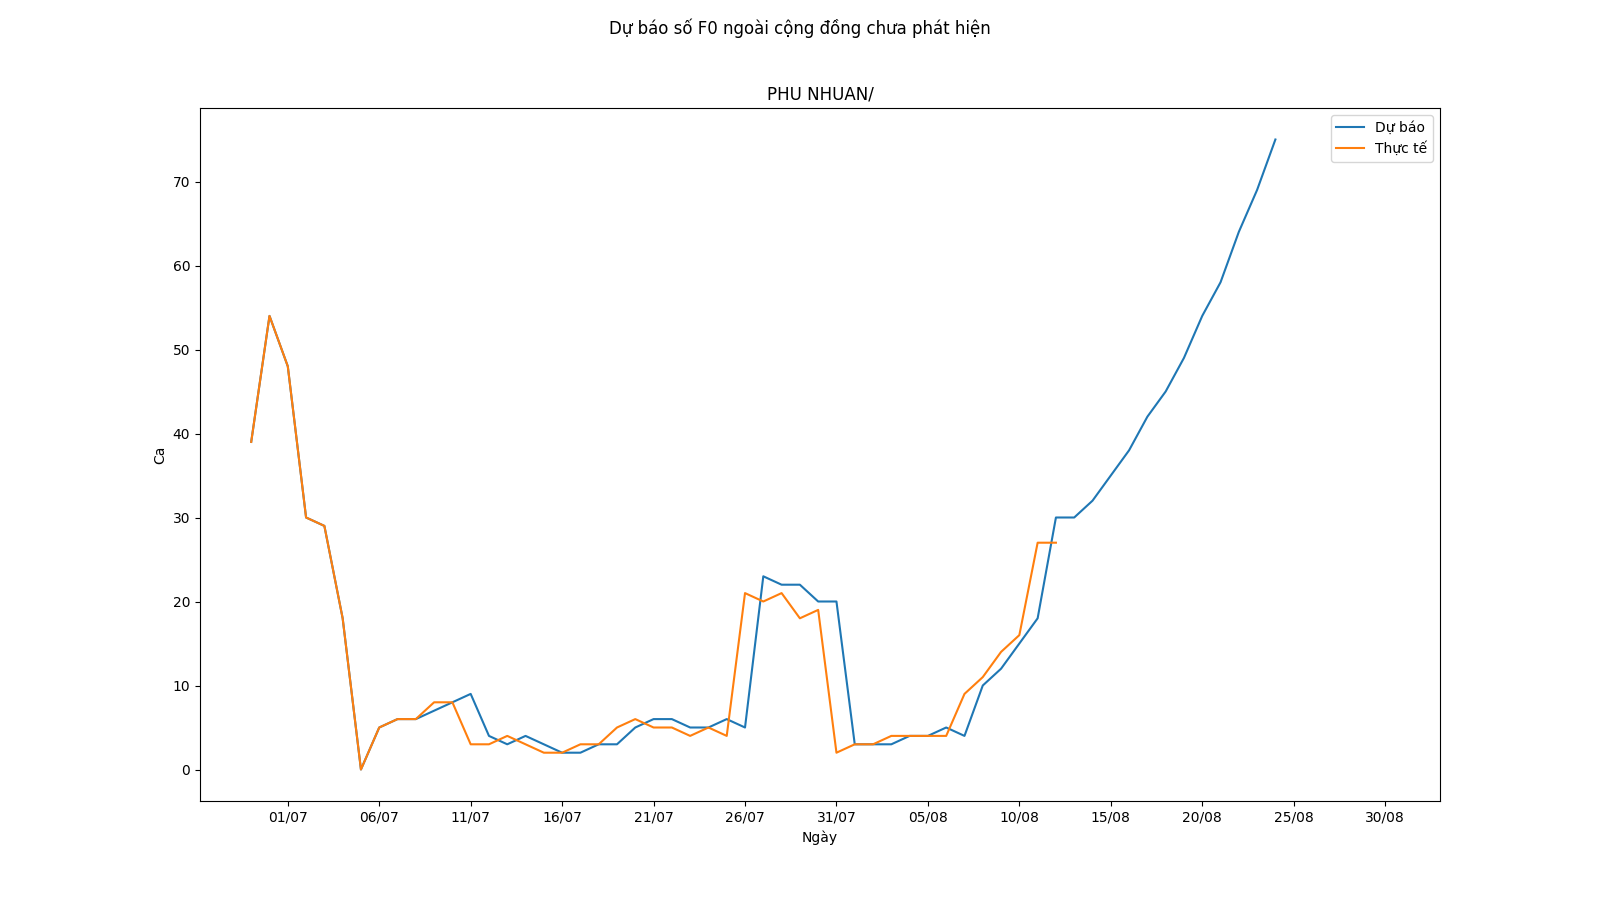 Dự báo số F0 ngoài cộng đồng chưa phát hiện
PHU NHUAN/
Dự báo
Thực tế
70
60
50
40
30
20
10
0
Ca
01/07 06/07 11/07 16/07 21/07 26/07 31/07 05/08 10/08 15/08 20/08 25/08 30/08
Ngày